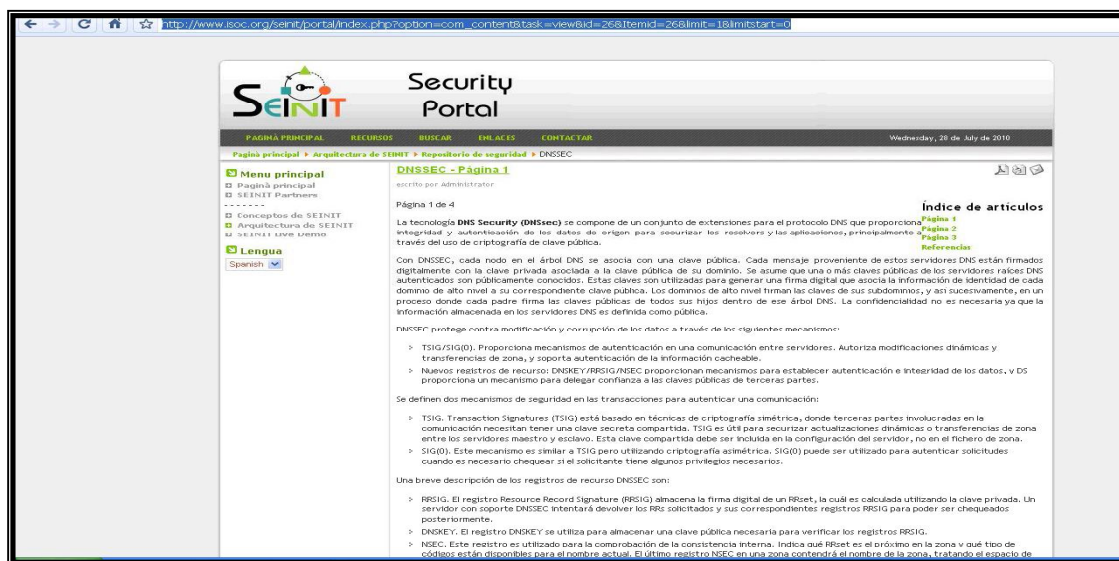 http://www.isoc.org/seinit/portal/index.php?option=com_content&task=view&id=26&Itemid=26&limit=1&limitstart=0
SEINIT
Security
Portal
PAGINÀ PRINCIPAL RECURSOS BUSCAR ENLACES CONTACTAR
Wednesday, 28 de July de 2010
Paginà principal Arquitectura de SEINIT Repositorio de seguridad DNSSEC
Menu principal
Paginà principal
SEINIT Partners
- - - - - - -
Conceptos de SEINIT
Arquitectura de SEINIT
SEINIT Live Demo
Lengua
Spanish
DNSSEC - Página 1
escrito por Administrator
Página 1 de 4
Índice de artículos
Página 1
Página 2
Página 3
Referencias
La tecnología DNS Security (DNSsec) se compone de un conjunto de extensiones para el protocolo DNS que proporciona
integridad y autenticación de los datos de origen para securizar los resolvers y las aplicaciones, principalmente a
través del uso de criptografía de clave pública.
Con DNSSEC, cada nodo en el árbol DNS se asocia con una clave pública. Cada mensaje proveniente de estos servidores DNS están firmados
digitalmente con la clave privada asociada a la clave pública de su dominio. Se asume que una o más claves públicas de los servidores raíces DNS
autenticados son públicamente conocidos. Estas claves son utilizadas para generar una firma digital que asocia la información de identidad de cada
dominio de alto nivel a su correspondiente clave pública. Los dominios de alto nivel firman las claves de sus subdominios, y así sucesivamente, en un
proceso donde cada padre firma las claves públicas de todos sus hijos dentro de ese árbol DNS. La confidencialidad no es necesaria ya que la
información almacenada en los servidores DNS es definida como pública.
DNSSEC protege contra modificación y corrupción de los datos a través de los siguientes mecanismos:
TSIG/SIG(0). Proporciona mecanismos de autenticación en una comunicación entre servidores. Autoriza modificaciones dinámicas y
transferencias de zona, y soporta autenticación de la información cacheable.
Nuevos registros de recurso: DNSKEY/RRSIG/NSEC proporcionan mecanismos para establecer autenticación e integridad de los datos, y DS
proporciona un mecanismo para delegar confianza a las claves públicas de terceras partes.
Se definen dos mecanismos de seguridad en las transacciones para autenticar una comunicación:
TSIG. Transaction Signatures (TSIG) está basado en técnicas de criptografía simétrica, donde terceras partes involucradas en la
comunicación necesitan tener una clave secreta compartida. TSIG es útil para securizar actualizaciones dinámicas o transferencias de zona
entre los servidores maestro y esclavo. Esta clave compartida debe ser incluida en la configuración del servidor, no en el fichero de zona.
SIG(0). Este mecanismo es similar a TSIG pero utilizando criptografía asimétrica. SIG(0) puede ser utilizado para autenticar solicitudes
cuando es necesario chequear si el solicitante tiene algunos privilegios necesarios.
Una breve descripción de los registros de recurso DNSSEC son:
RRSIG. El registro Resource Record Signature (RRSIG) almacena la firma digital de un RRset, la cuál es calculada utilizando la clave privada. Un
servidor con soporte DNSSEC intentará devolver los RRs solicitados y sus correspondientes registros RRSIG para poder ser chequeados
posteriormente.
DNSKEY. El registro DNSKEY se utiliza para almacenar una clave pública necesaria para verificar los registros RRSIG.
NSEC. Este registro es utilizado para la comprobación de la consistencia interna. Indica qué RRset es el próximo en la zona y qué tipo de
códigos están disponibles para el nombre actual. El último registro NSEC en una zona contendrá el nombre de la zona, tratando el espacio de